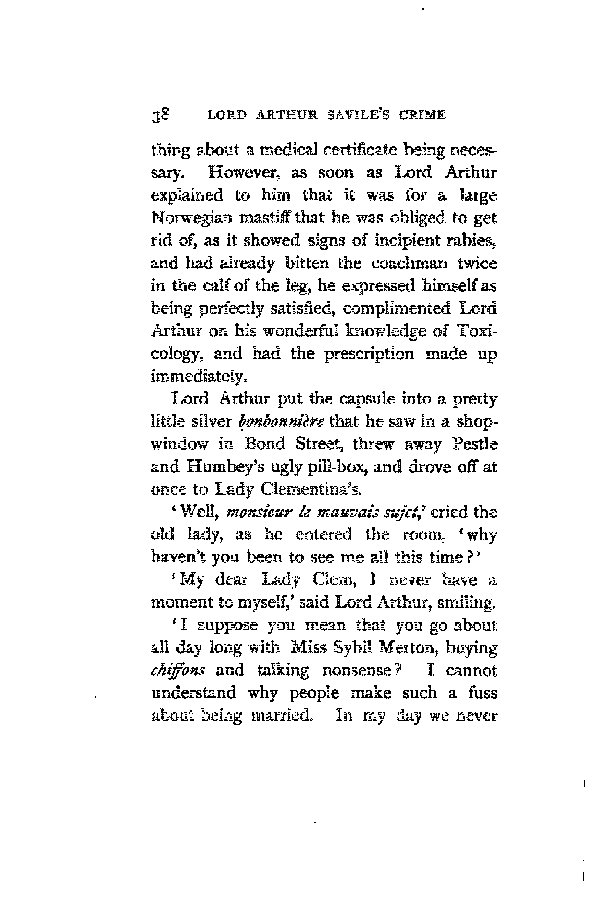 38 LORD ARTHUR SAVILE'S CRIME
thing about a medical certificate being neces-
sary. However, as soon as Lord Arthur
explained to him that it was for a large
Norwegian mastiff that he was obliged to get
rid of, as it showed signs of incipient rabies,
and had already bitten the coachman twice
in the calf of the leg, he expressed himself as
being perfectly satisfied, complimented Lord
Arthur on his wonderful knowledge of Toxi-
cology, and had the prescription made up
immediately.
Lord Arthur put the capsule into a pretty
little silver bonbonnière that he saw in a shop-
window in Bond Street, threw away Pestle
and Humbey's ugly pill-box, and drove off at
once to Lady Clementina's.
'Well, monsieur le mauvais sujet,' cried the
old lady, as he entered the room, 'why
haven't you been to see me all this time?'
'My dear Lady Clem, I never have a
moment to myself,' said Lord Arthur, smiling.
'I suppose you mean that you go about
all day long with Miss Sybil Merton, buying
chiffons and talking nonsense? I cannot
understand why people make such a fuss
about being married. In my day we never